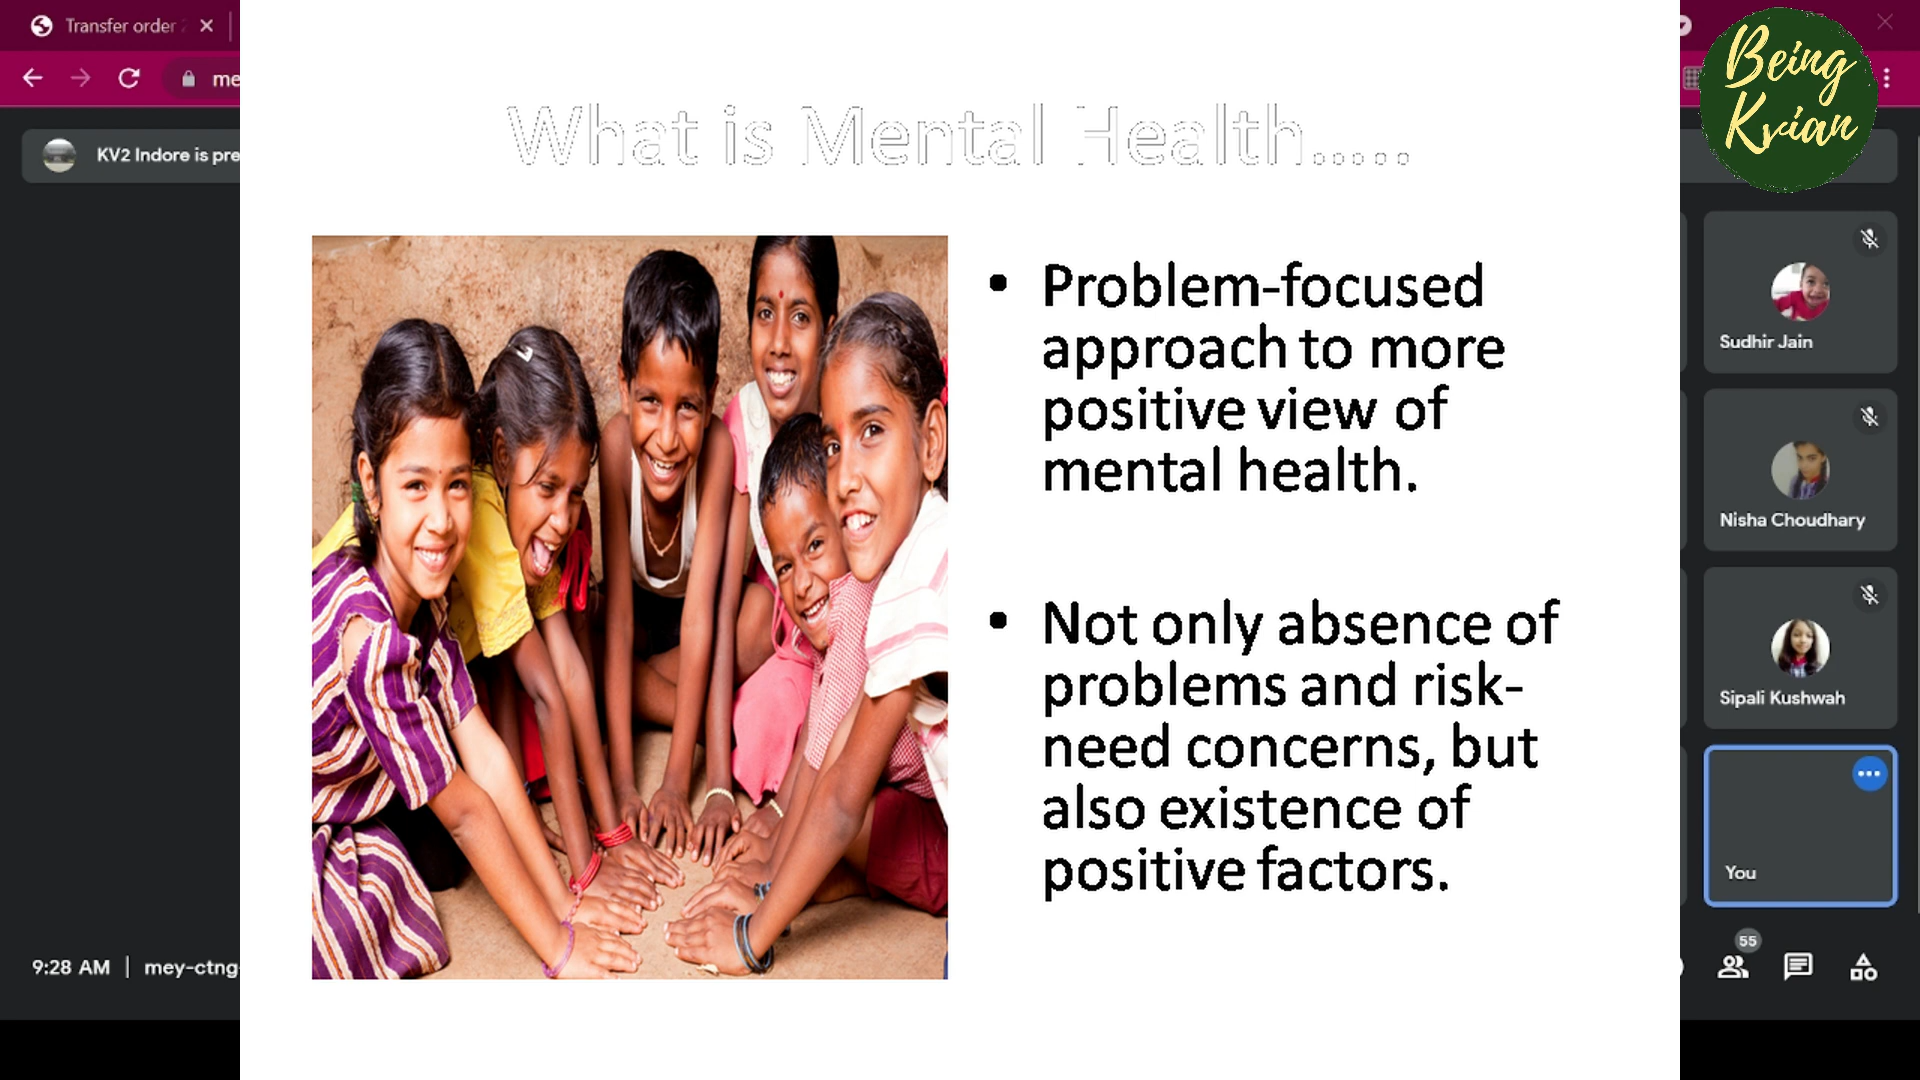 Transfer order
me
KV2 Indore is pre
What is Mental Health.....
• Problem-focused
approach to more
positive view of
mental health.
• Not only absence of
problems and risk-
need concerns, but
also existence of
positive factors.
Being
Kvian
Sudhir Jain
Nisha Choudhary
Sipali Kushwah
You
55
9:28 AM | mey-ctng-